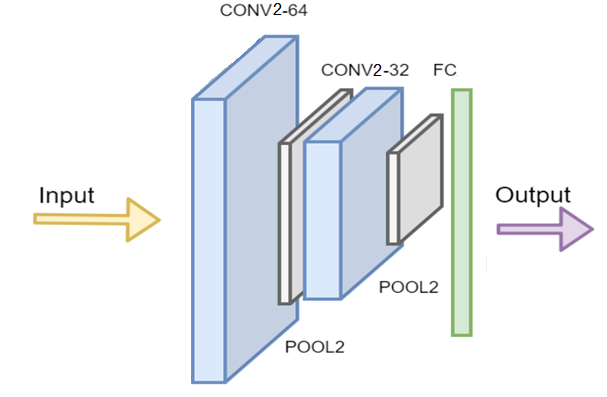 CONV2-64
CONV2-32
FC
Input
Output
POOL2
POOL2